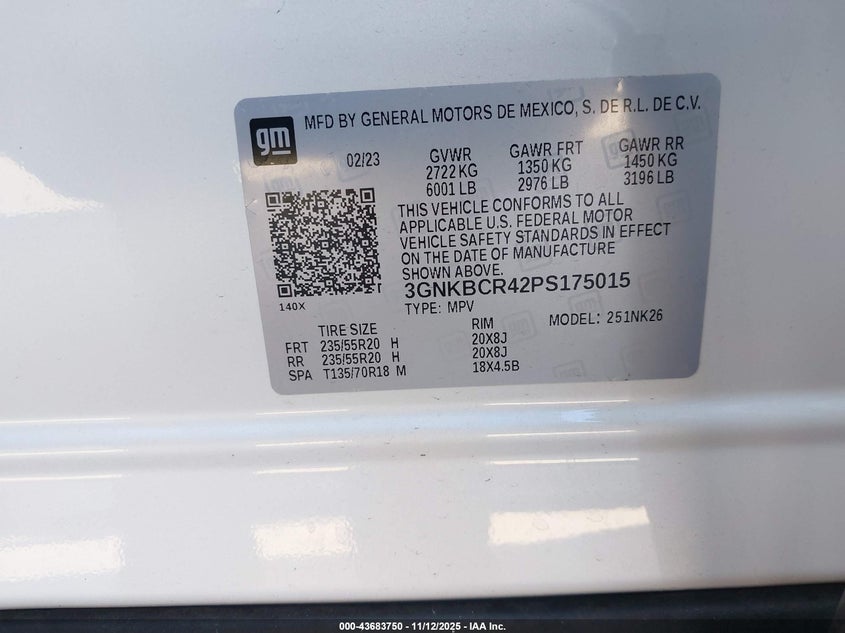 gm MFD BY GENERAL MOTORS DE MEXICO, S. DE R.L. DE C.V.
02/23 GVWR GAWR FRT GAWR RR
2722 KG 1350 KG 1450 KG
6001 LB 2976 LB 3196 LB
THIS VEHICLE CONFORMS TO ALL
APPLICABLE U.S. FEDERAL MOTOR
VEHICLE SAFETY STANDARDS IN EFFECT
ON THE DATE OF MANUFACTURE
SHOWN ABOVE.
3GNKBCR42PS175015
140X
TYPE: MPV MODEL: 251NK26
TIRE SIZE RIM
FRT 235/55R20 H 20X8J
RR 235/55R20 H 20X8J
SPA T135/70R18 M 18X4.5B
000-43683750 - 11/12/2025 - IAA Inc.